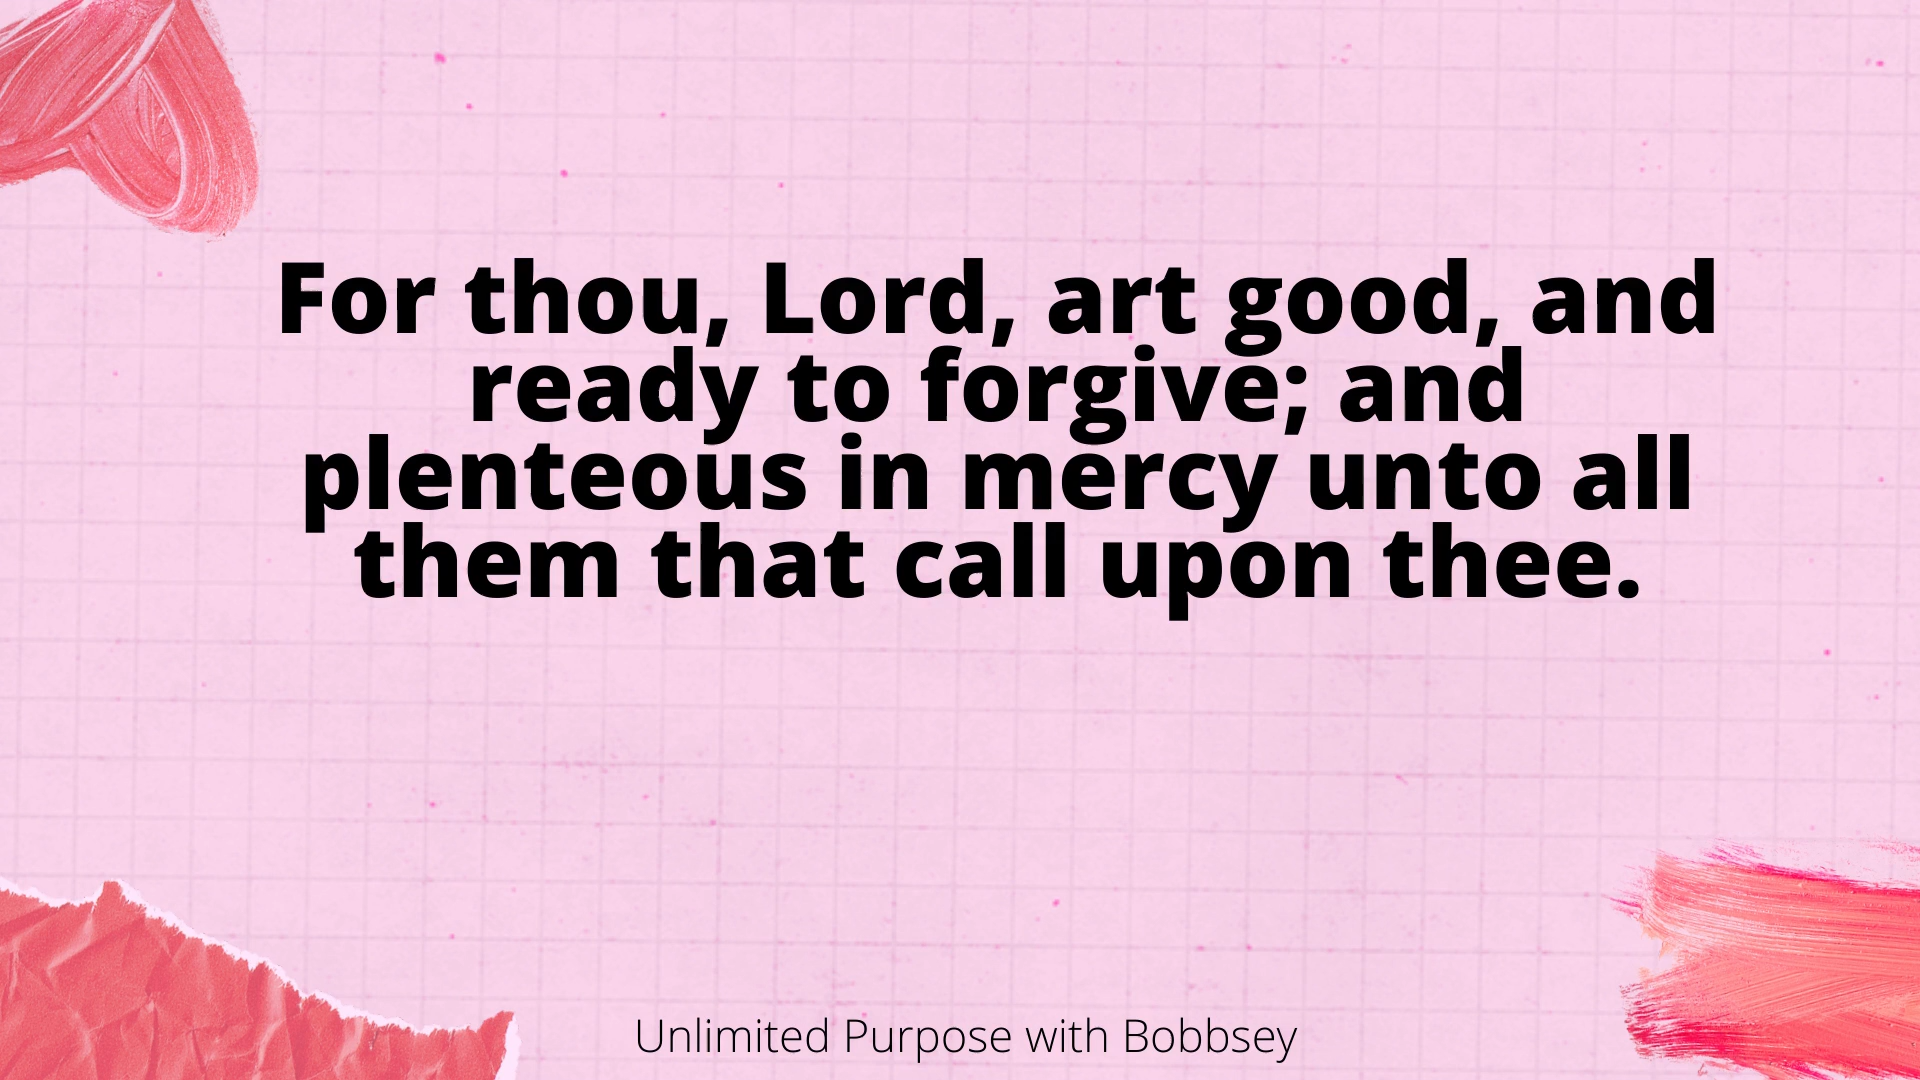 For thou, Lord, art good, and
ready to forgive; and
plenteous in mercy unto all
them that call upon thee.
Unlimited Purpose with Bobbsey